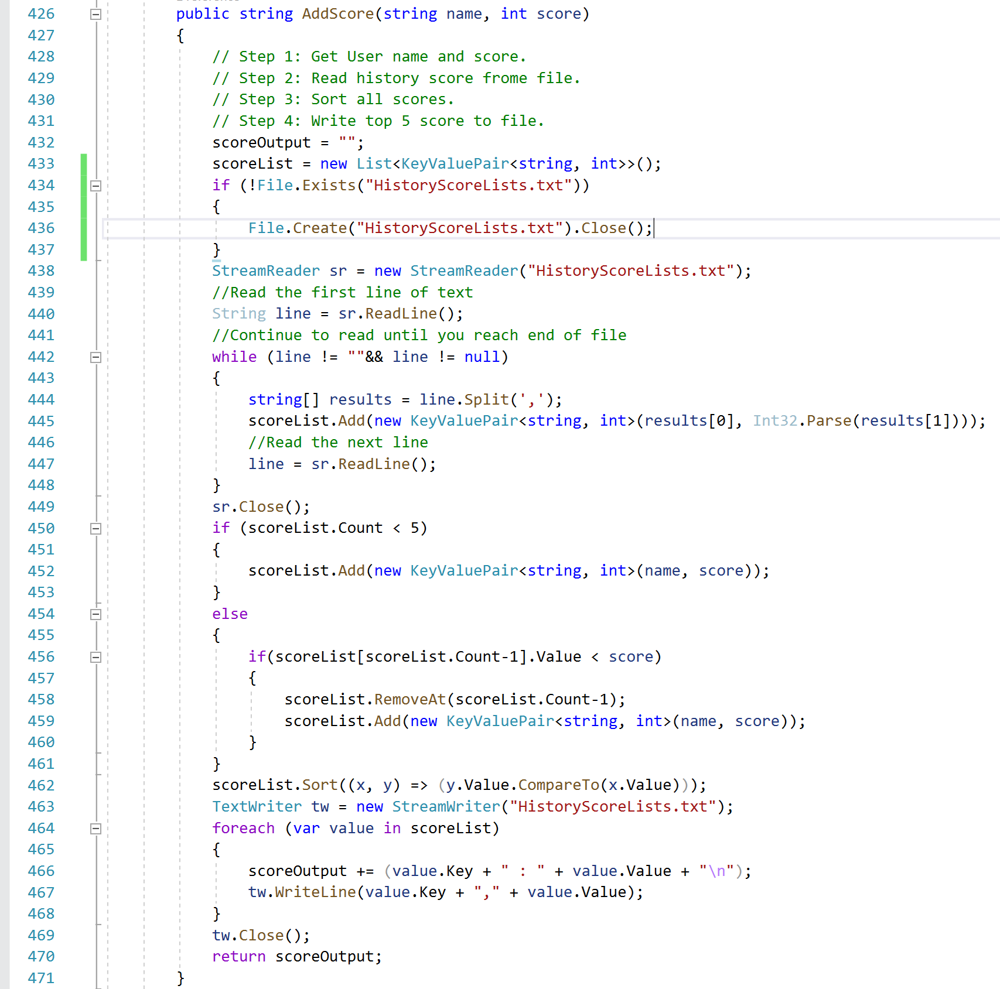 426 public string AddScore(string name, int score)
427 {
428 // Step 1: Get User name and score.
429 // Step 2: Read history score frome file.
430 // Step 3: Sort all scores.
431 // Step 4: Write top 5 score to file.
432 scoreOutput = "";
433 scoreList = new List<KeyValuePair<string, int>>();
434 if (!File.Exists("HistoryScoreLists.txt"))
435 {
436 File.Create("HistoryScoreLists.txt").Close();
437 }
438 StreamReader sr = new StreamReader("HistoryScoreLists.txt");
439 //Read the first line of text
440 String line = sr.ReadLine();
441 //Continue to read until you reach end of file
442 while (line != ""&& line != null)
443 {
444 string[] results = line.Split(',');
445 scoreList.Add(new KeyValuePair<string, int>(results[0], Int32.Parse(results[1])));
446 //Read the next line
447 line = sr.ReadLine();
448 }
449 sr.Close();
450 if (scoreList.Count < 5)
451 {
452 scoreList.Add(new KeyValuePair<string, int>(name, score));
453 }
454 else
455 {
456 if(scoreList[scoreList.Count-1].Value < score)
457 {
458 scoreList.RemoveAt(scoreList.Count-1);
459 scoreList.Add(new KeyValuePair<string, int>(name, score));
460 }
461 }
462 scoreList.Sort((x, y) => (y.Value.CompareTo(x.Value)));
463 TextWriter tw = new StreamWriter("HistoryScoreLists.txt");
464 foreach (var value in scoreList)
465 {
466 scoreOutput += (value.Key + " : " + value.Value + "\n");
467 tw.WriteLine(value.Key + "," + value.Value);
468 }
469 tw.Close();
470 return scoreOutput;
471 }